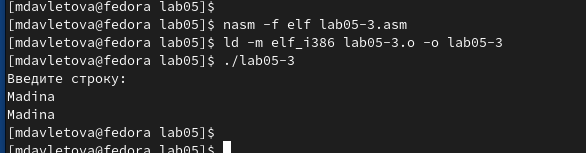 [mdavletova@fedora lab05]$
[mdavletova@fedora lab05]$ nasm -f elf lab05-3.asm
[mdavletova@fedora lab05]$ ld -m elf_i386 lab05-3.o -o lab05-3
[mdavletova@fedora lab05]$ ./lab05-3
Введите строку:
Madina
Madina
[mdavletova@fedora lab05]$
[mdavletova@fedora lab05]$